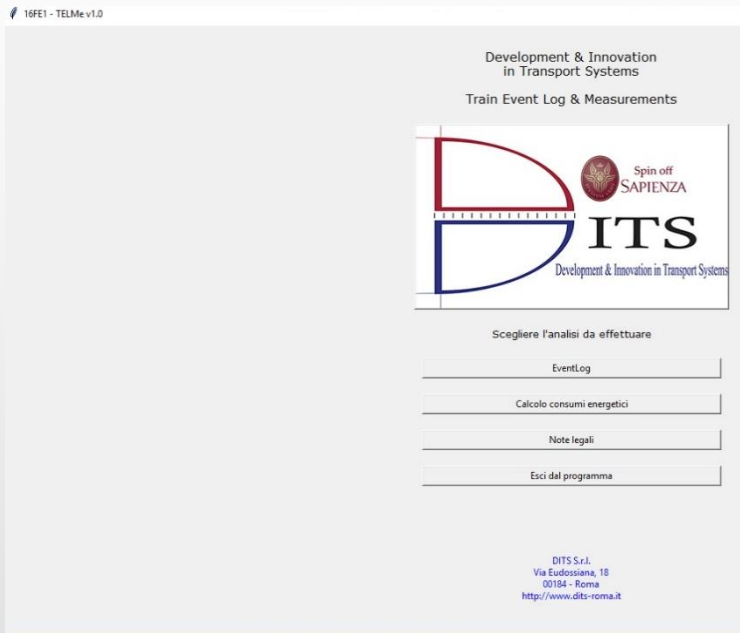 16FE1 - TELMe v1.0
Development & Innovation
in Transport Systems
Train Event Log & Measurements
Spin off
SAPIENZA
ITS
Development & Innovation in Transport Systems
Scegliere l'analisi da effettuare
EventLog
Calcolo consumi energetici
Note legali
Esci dal programma
DITS S.r.l.
Via Eudossiana, 18
00184 - Roma
http://www.dits-roma.it